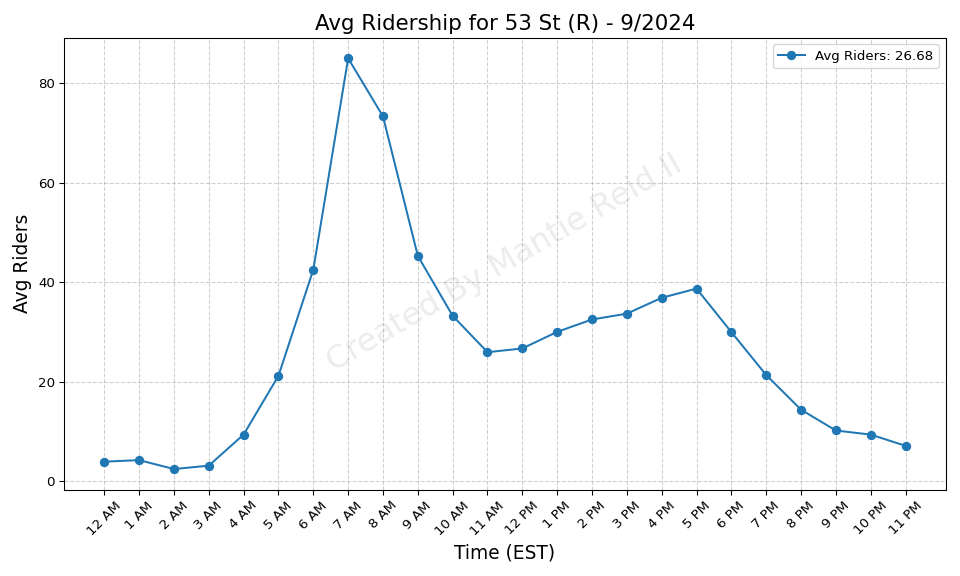 Avg Ridership for 53 St (R) - 9/2024
Avg Riders: 26.68
Avg Riders
80
60
40
20
0
Created By Mantie Reid II
12 AM
1 AM
2 AM
3 AM
4 AM
5 AM
6 AM
7 AM
8 AM
9 AM
10 AM
11 AM
12 PM
1 PM
2 PM
3 PM
4 PM
5 PM
6 PM
7 PM
8 PM
9 PM
10 PM
11 PM
Time (EST)